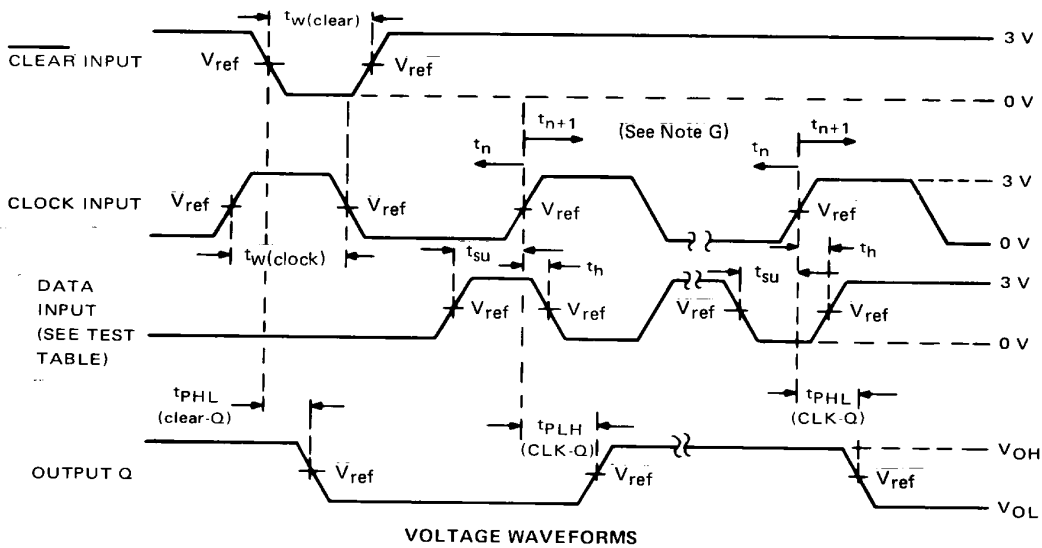 tw(clear)
3 V
CLEAR INPUT
Vref
Vref
0 V
tn+1
(See Note G)
tn+1
tn
tn
3 V
CLOCK INPUT
Vref
Vref
Vref
Vref
0 V
tw(clock)
tsu
th
tsu
th
DATA
INPUT
(SEE TEST
TABLE)
3 V
Vref
Vref
Vref
Vref
0 V
tPHL
(clear-Q)
tPLH
(CLK-Q)
tPHL
(CLK-Q)
VOH
OUTPUT Q
Vref
Vref
Vref
VOL
VOLTAGE WAVEFORMS